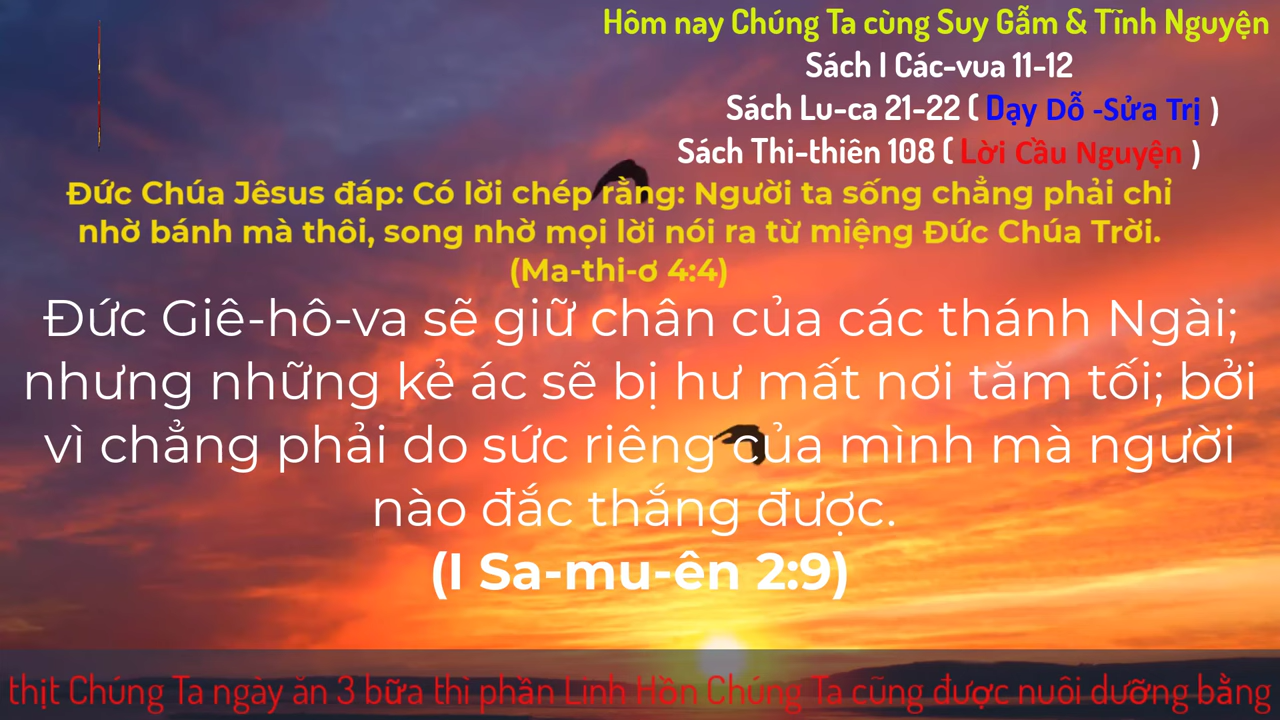 Hôm nay Chúng Ta cùng Suy Gẫm & Tĩnh Nguyện
Sách I Các-vua 11-12
Sách Lu-ca 21-22 ( Dạy Dỗ -Sửa Trị )
Sách Thi-thiên 108 ( Lời Cầu Nguyện )
Đức Chúa Jêsus đáp: Có lời chép rằng: Người ta sống chẳng phải chỉ
nhờ bánh mà thôi, song nhờ mọi lời nói ra từ miệng Đức Chúa Trời.
(Ma-thi-ơ 4:4)
Đức Giê-hô-va sẽ giữ chân của các thánh Ngài;
nhưng những kẻ ác sẽ bị hư mất nơi tăm tối; bởi
vì chẳng phải do sức riêng của mình mà người
nào đắc thắng được.
(I Sa-mu-ên 2:9)
thịt Chúng Ta ngày ăn 3 bữa thì phần Linh Hồn Chúng Ta cũng được nuôi dưỡng bằng